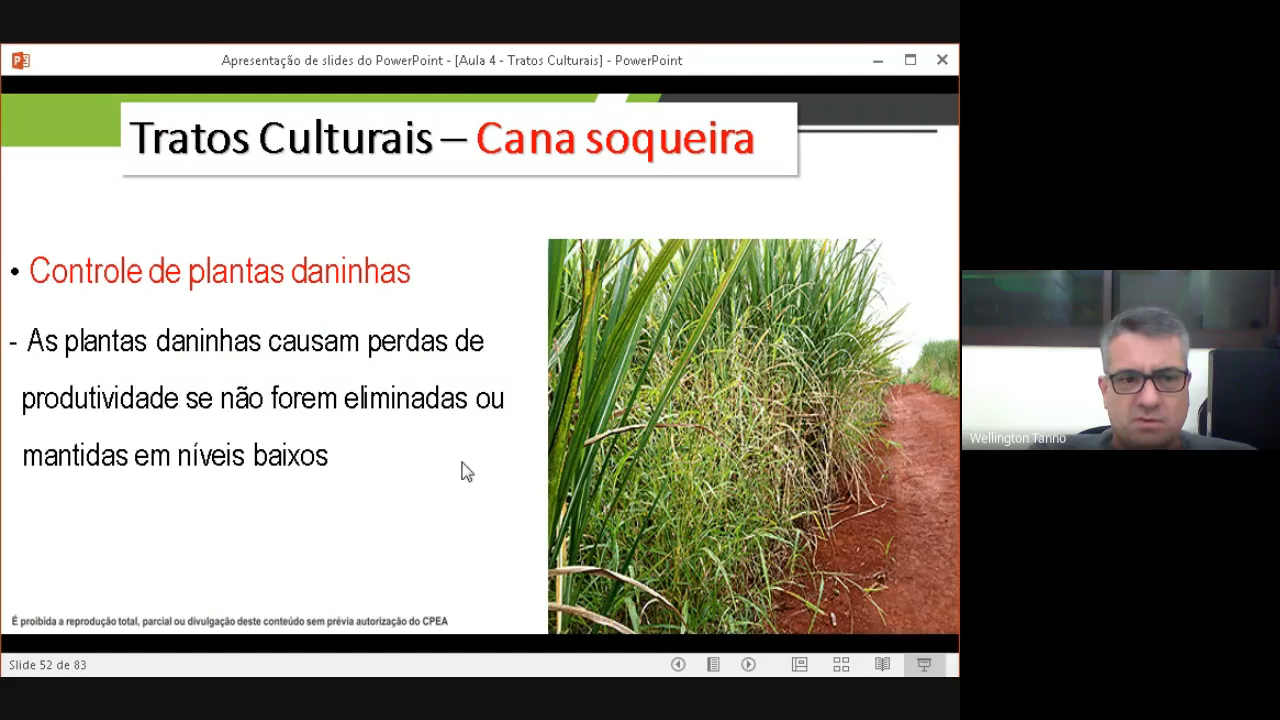 Apresentação de slides do PowerPoint - [Aula 4 - Tratos Culturais] - PowerPoint
Tratos Culturais – Cana soqueira
• Controle de plantas daninhas
- As plantas daninhas causam perdas de
produtividade se não forem eliminadas ou
mantidas em níveis baixos
Wellington Tanno
É proibida a reprodução total, parcial ou divulgação deste conteúdo sem prévia autorização do CPEA
Slide 52 de 83